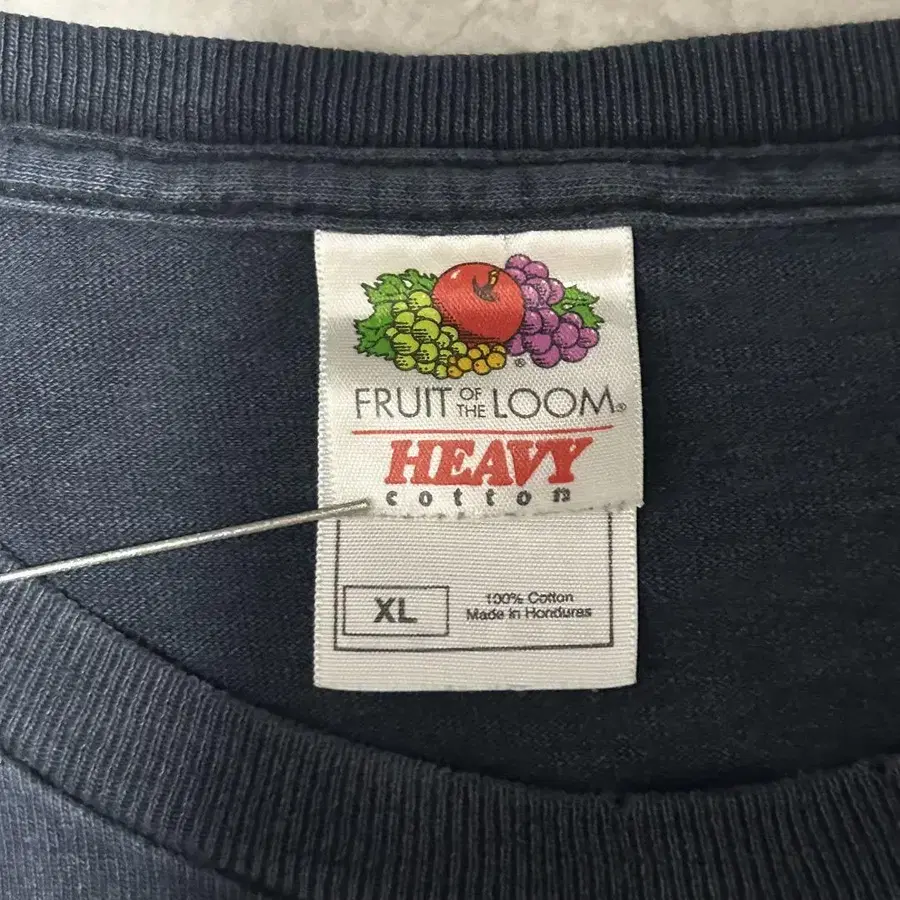 FRUIT OF THE LOOM®
HEAVY
cotton
XL
100% Cotton
Made in Honduras